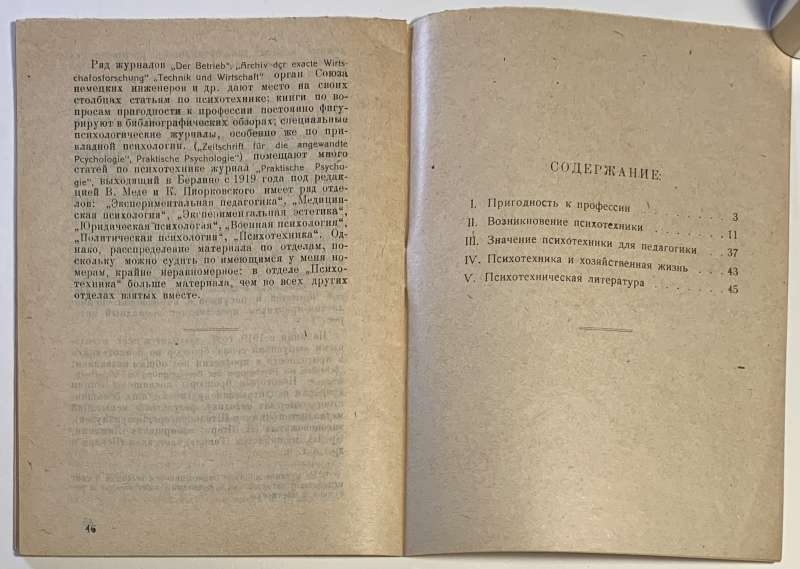 Ряд журналов „Der Betrieb“, „Archiv der exacte Wirts-
chafosforschung“ „Technik und Wirtschaft“ орган Союза
немецких инженеров и др. дают место на своих
столбцах статьям по психотехнике; книги по во-
просам пригодности к профессии постоянно фигу-
рируют в библиографических обзорах; специальные
психологические журналы, особенно же по при-
кладной психологии. („Zeitschrift für die angewandte
Pcychologie“, Praktische Psychologie“) помещают много
статей по психотехнике журнал „Praktische Psycho-
gie“, выходящий в Берлине с 1919 года под редак-
цией В. Меде и К. Пиорковского имеет ряд отде-
лов: „Экспериментальная педагогика“, „Медицин-
ская психология“, „Экспериментальная эстетика“,
„Юридическая психология“, „Военная психология“,
„Политическая психология“, „Психотехника“. Од-
нако, распределение материала по отделам, по-
скольку можно судить по имеющимся у меня но-
мерам, крайне неравномерное: в отделе „Психо-
техника“ больше материала, чем во всех других
отделах взятых вместе.
46
СОДЕРЖАНИЕ:
I. Пригодность к профессии . . . . . . . 3
II. Возникновение психотехники . . . . . . 11
III. Значение психотехники для педагогики . . 37
IV. Психотехника и хозяйственная жизнь . . . 43
V. Психотехническая литература . . . . . . 45